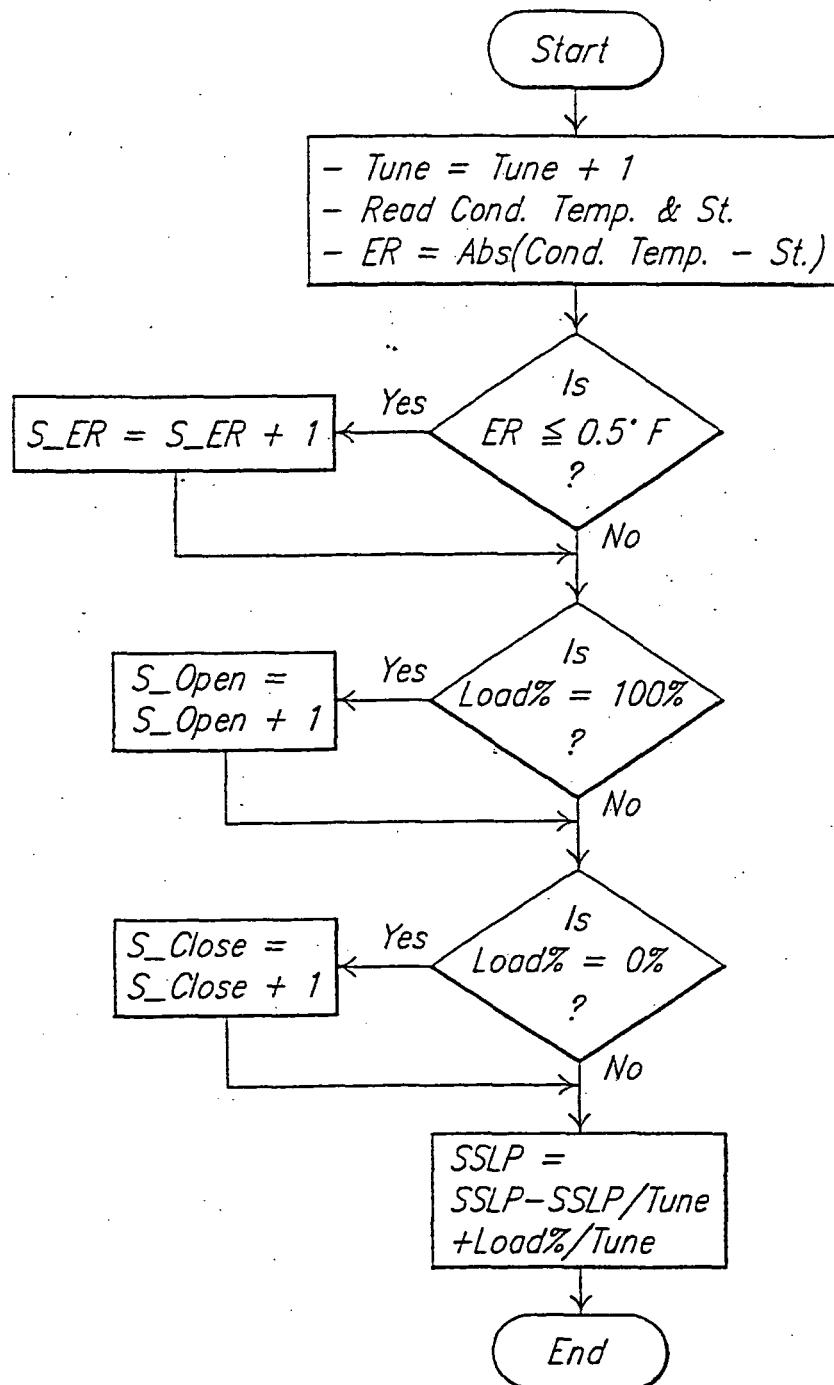 Start
- Tune = Tune + 1
- Read Cond. Temp. & St.
- ER = Abs(Cond. Temp. - St.)
Is
ER ≦ 0.5° F
?
Yes
S_ER = S_ER + 1
No
Is
Load% = 100%
?
Yes
S_Open =
S_Open + 1
No
Is
Load% = 0%
?
Yes
S_Close =
S_Close + 1
No
SSLP =
SSLP-SSLP/Tune
+Load%/Tune
End